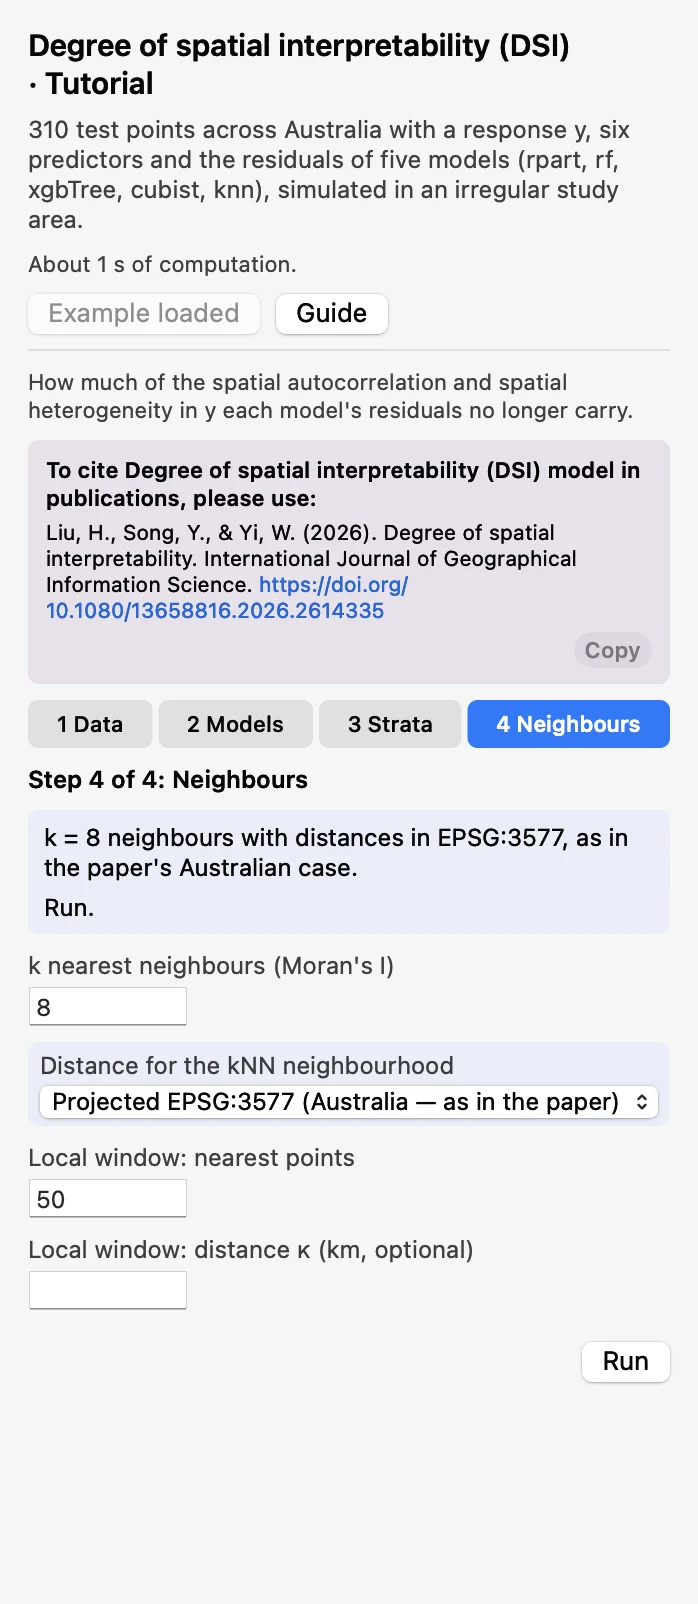 Degree of spatial interpretability (DSI)
· Tutorial
310 test points across Australia with a response y, six
predictors and the residuals of five models (rpart, rf,
xgbTree, cubist, knn), simulated in an irregular study
area.
About 1 s of computation.
Example loaded
Guide
How much of the spatial autocorrelation and spatial
heterogeneity in y each model's residuals no longer carry.
To cite Degree of spatial interpretability (DSI) model in
publications, please use:
Liu, H., Song, Y., & Yi, W. (2026). Degree of spatial
interpretability. International Journal of Geographical
Information Science. https://doi.org/
10.1080/13658816.2026.2614335
Copy
1 Data
2 Models
3 Strata
4 Neighbours
Step 4 of 4: Neighbours
k = 8 neighbours with distances in EPSG:3577, as in
the paper's Australian case.
Run.
k nearest neighbours (Moran's I)
8
Distance for the kNN neighbourhood
Projected EPSG:3577 (Australia — as in the paper)
Local window: nearest points
50
Local window: distance κ (km, optional)
Run